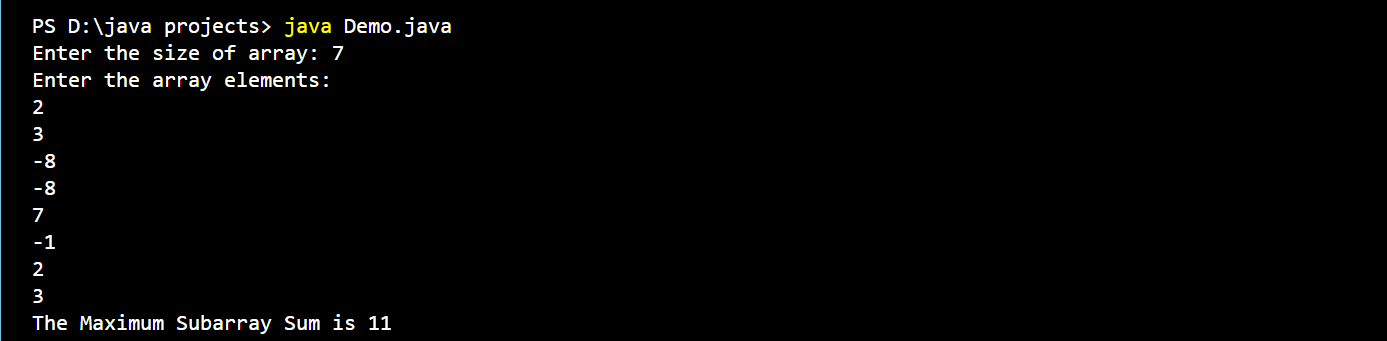 PS D:\java projects> java Demo.java
Enter the size of array: 7
Enter the array elements:
2
3
-8
-8
7
-1
2
3
The Maximum Subarray Sum is 11